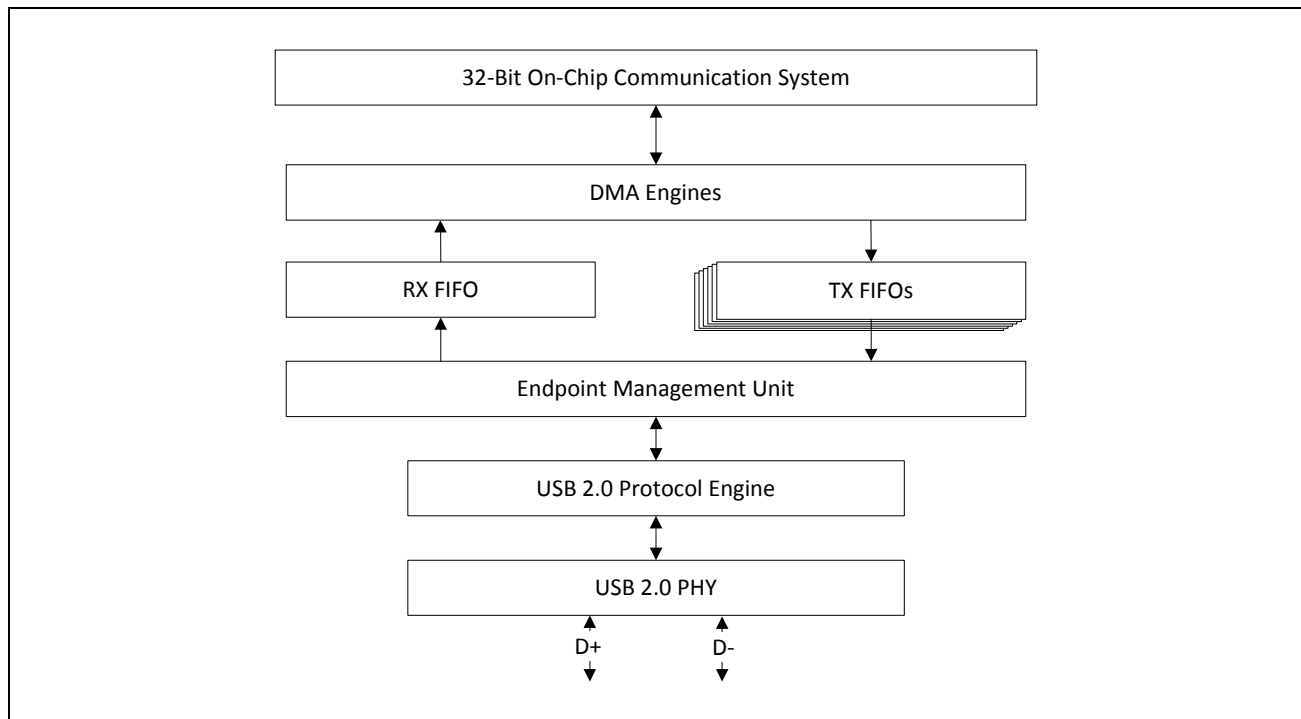 32-Bit On-Chip Communication System
DMA Engines
RX FIFO
TX FIFOs
Endpoint Management Unit
USB 2.0 Protocol Engine
USB 2.0 PHY
D+
D-